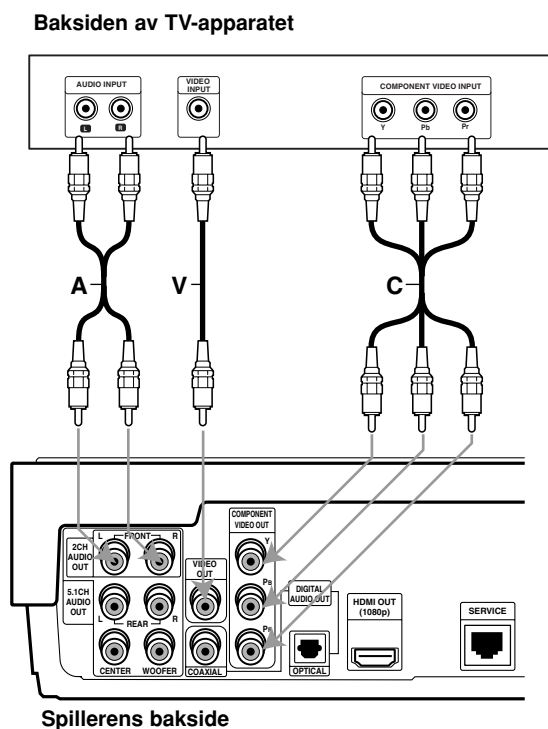 Baksiden av TV-apparatet
AUDIO INPUT
L
R
VIDEO
INPUT
COMPONENT VIDEO INPUT
Y
Pb
Pr
A
V
C
COMPONENT
VIDEO OUT
L
FRONT
R
2CH
AUDIO
OUT
VIDEO
OUT
Y
5.1CH
AUDIO
OUT
PB
DIGITAL
AUDIO OUT
HDMI OUT
(1080p)
SERVICE
L
REAR
R
PR
CENTER
WOOFER
COAXIAL
OPTICAL
Spillerens bakside